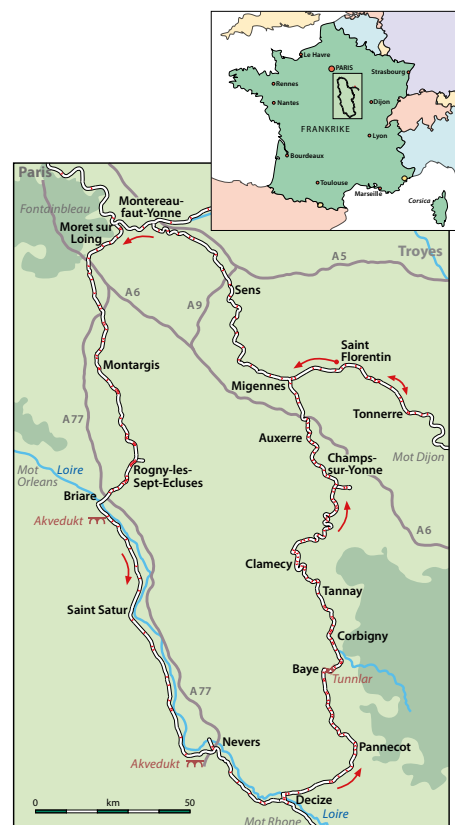 Le Havre
PARIS
Strasbourg
Rennes
Nantes
Dijon
FRANKRIKE
Lyon
Bourdeaux
Toulouse
Marseille
Corsica
Paris
Fontainbleau
Montereau-
faut-Yonne
Moret sur
Loing
A5
Troyes
A6
A9
Sens
Saint
Florentin
Montargis
Migennes
Tonnerre
A77
Auxerre
Mot Dijon
Champs-
sur-Yonne
Mot
Orleans
Loire
Rogny-les-
Sept-Ecluses
Briare
Akvedukt
A6
Clamecy
Tannay
Saint Satur
Corbigny
Baye
Tunnlar
A77
Nevers
Pannecot
Akvedukt
Decize
Loire
0
km
50
Mot Rhone